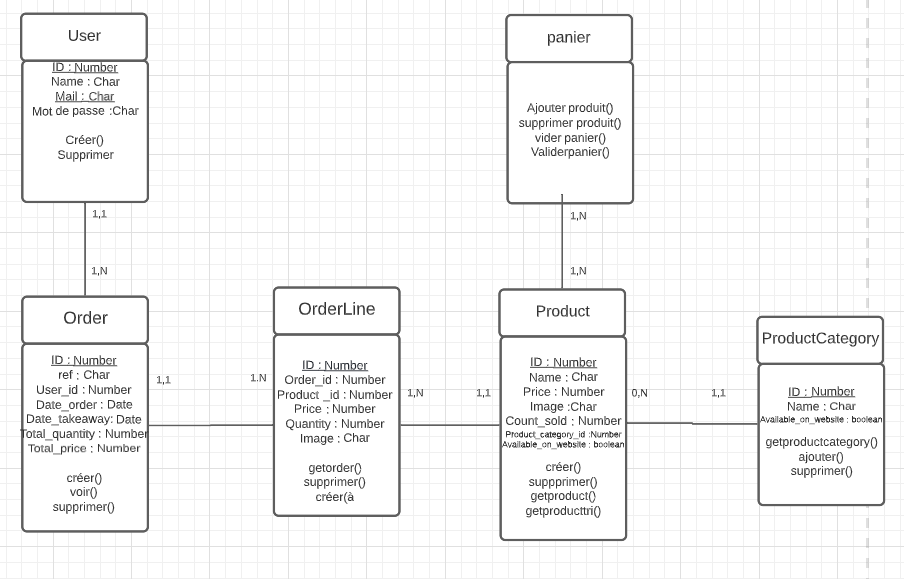 User
ID : Number
Name : Char
Mail : Char
Mot de passe :Char
Créer()
Supprimer
1,1
1,N
panier
Ajouter produit()
supprimer produit()
vider panier()
Validerpanier()
1,N
1,N
Order
ID : Number
ref : Char
User_id : Number
Date_order : Date
Date_takeaway: Date
Total_quantity : Number
Total_price : Number
créer()
voir()
supprimer()
1,1
1.N
OrderLine
ID : Number
Order_id : Number
Product _id : Number
Price : Number
Quantity : Number
Image : Char
getorder()
supprimer()
créer(à
1,N
1,1
Product
ID : Number
Name : Char
Price : Number
Image :Char
Count_sold : Number
Product_category_id :Number
Available_on_website : boolean
créer()
suppprimer()
getproduct()
getproducttri()
0,N
1,1
ProductCategory
ID : Number
Name : Char
Available_on_website : boolean
getproductcategory()
ajouter()
supprimer()